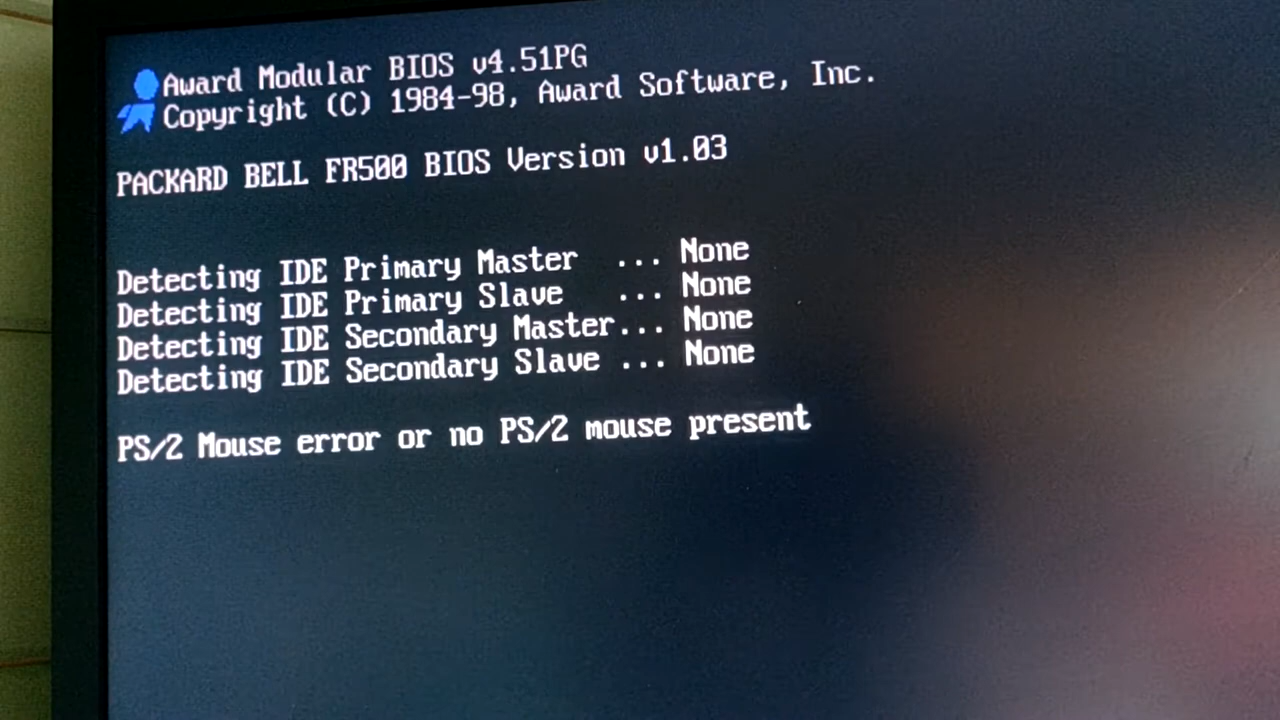 Award Modular BIOS v4.51PG
Copyright (C) 1984-98, Award Software, Inc.
PACKARD BELL FR500 BIOS Version v1.03
Detecting IDE Primary Master ... None
Detecting IDE Primary Slave ... None
Detecting IDE Secondary Master... None
Detecting IDE Secondary Slave ... None
PS/2 Mouse error or no PS/2 mouse present